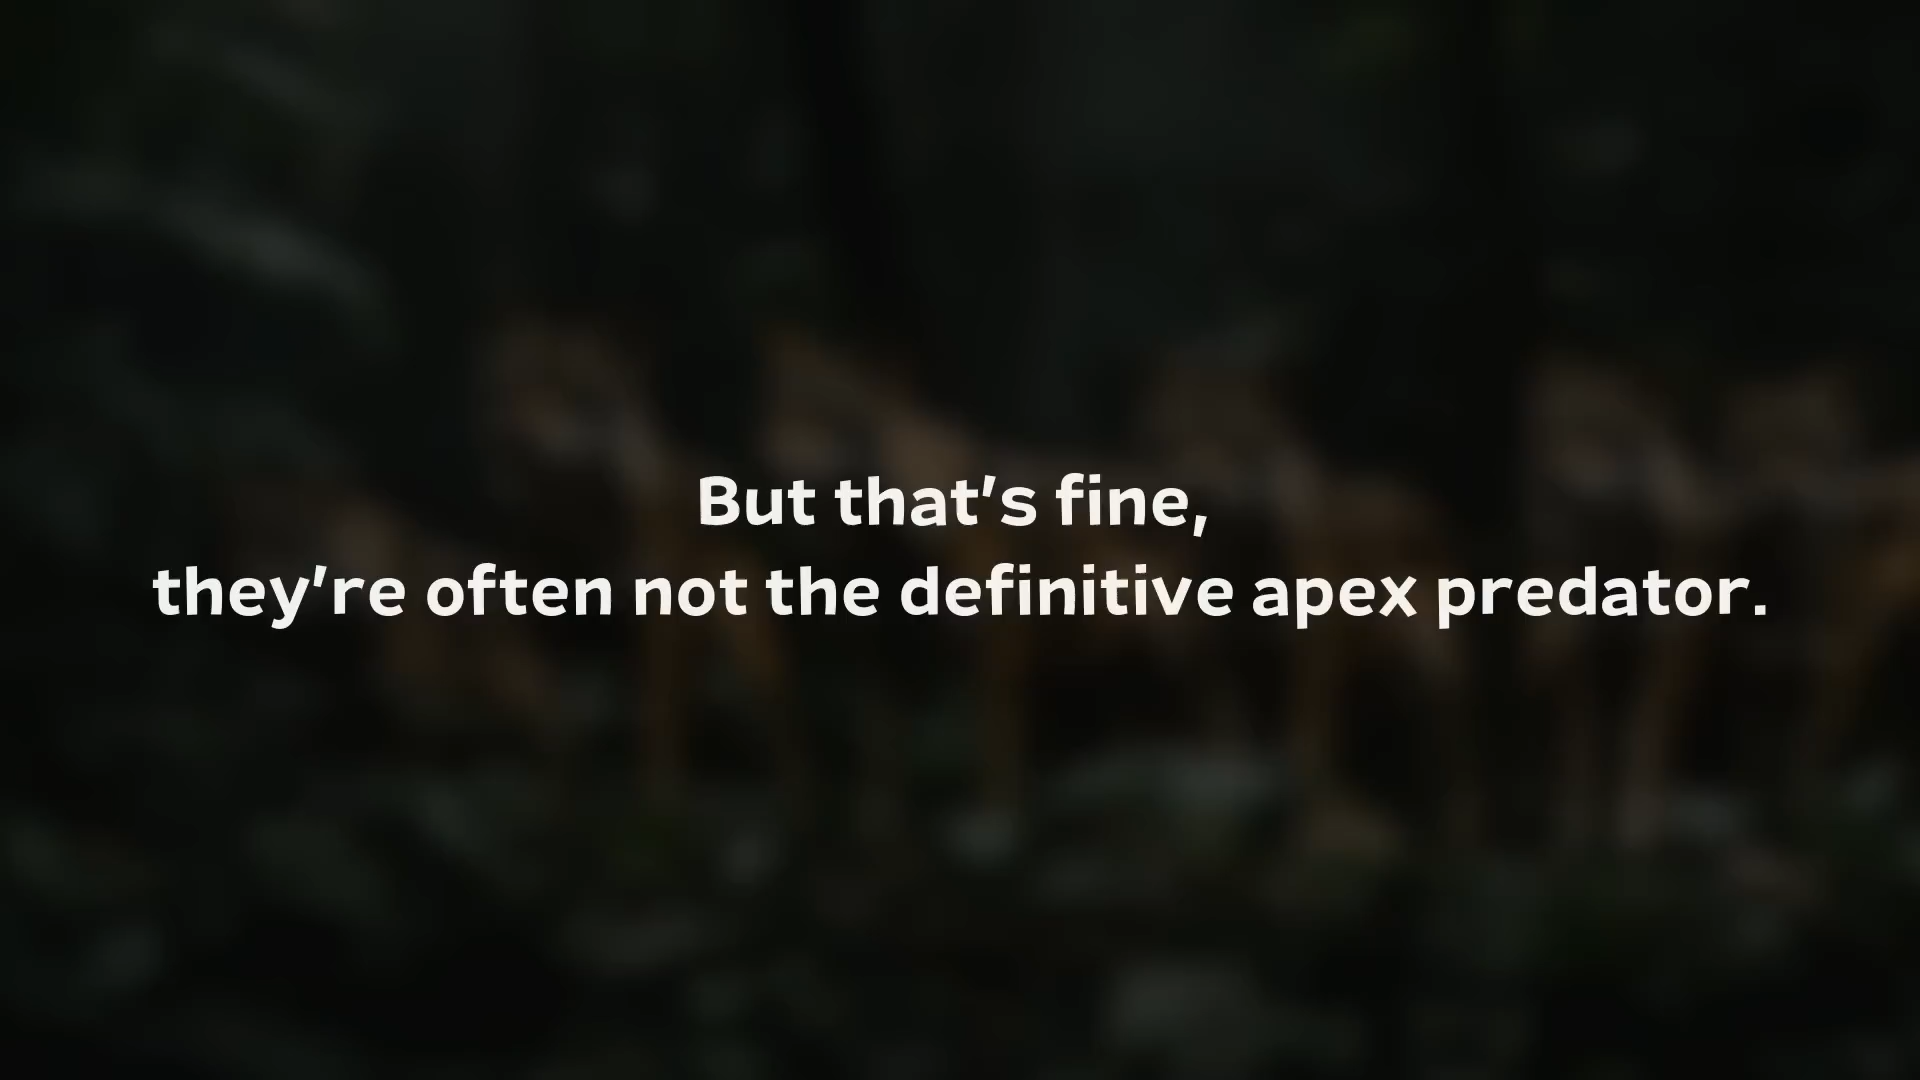 But that's fine,
they're often not the definitive apex predator.